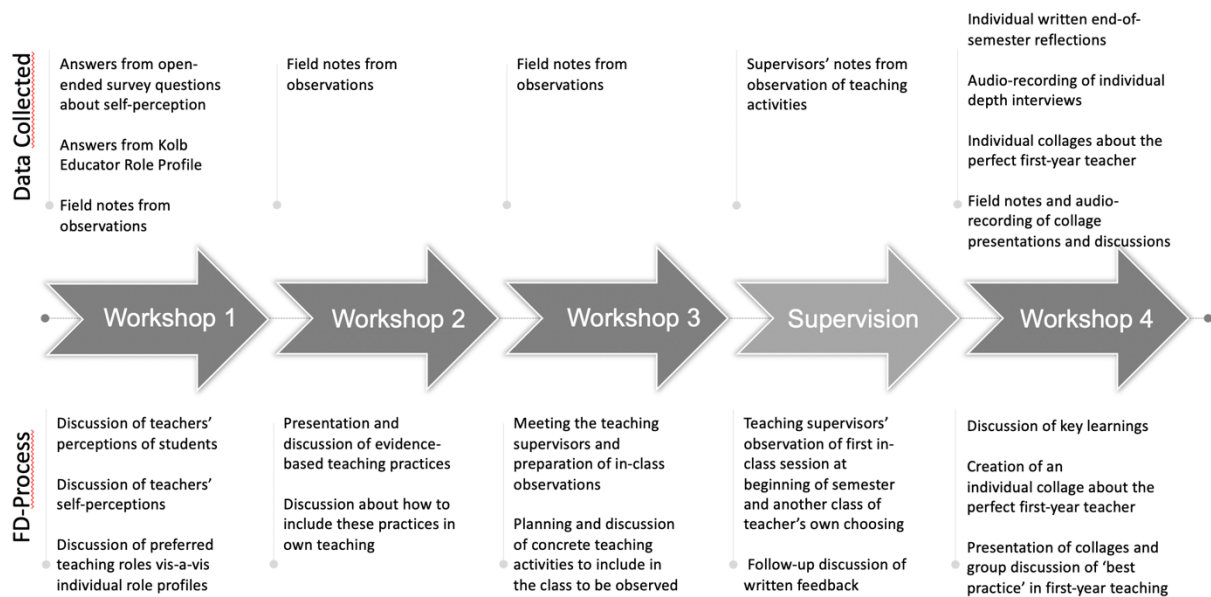 Data Collected
Answers from open-
ended survey questions
about self-perception
Answers from Kolb
Educator Role Profile
Field notes from
observations
Field notes from
observations
Field notes from
observations
Supervisors’ notes from
observation of teaching
activities
Individual written end-of-
semester reflections
Audio-recording of individual
depth interviews
Individual collages about the
perfect first-year teacher
Field notes and audio-
recording of collage
presentations and discussions
Workshop 1
Workshop 2
Workshop 3
Supervision
Workshop 4
FD-Process
Discussion of teachers’
perceptions of students
Discussion of teachers’
self-perceptions
Discussion of preferred
teaching roles vis-a-vis
individual role profiles
Presentation and
discussion of evidence-
based teaching practices
Discussion about how to
include these practices in
own teaching
Meeting the teaching
supervisors and
preparation of in-class
observations
Planning and discussion
of concrete teaching
activities to include in
the class to be observed
Teaching supervisors’
observation of first in-
class session at
beginning of semester
and another class of
teacher’s own choosing
Follow-up discussion of
written feedback
Discussion of key learnings
Creation of an
individual collage about the
perfect first-year teacher
Presentation of collages and
group discussion of ‘best
practice’ in first-year teaching